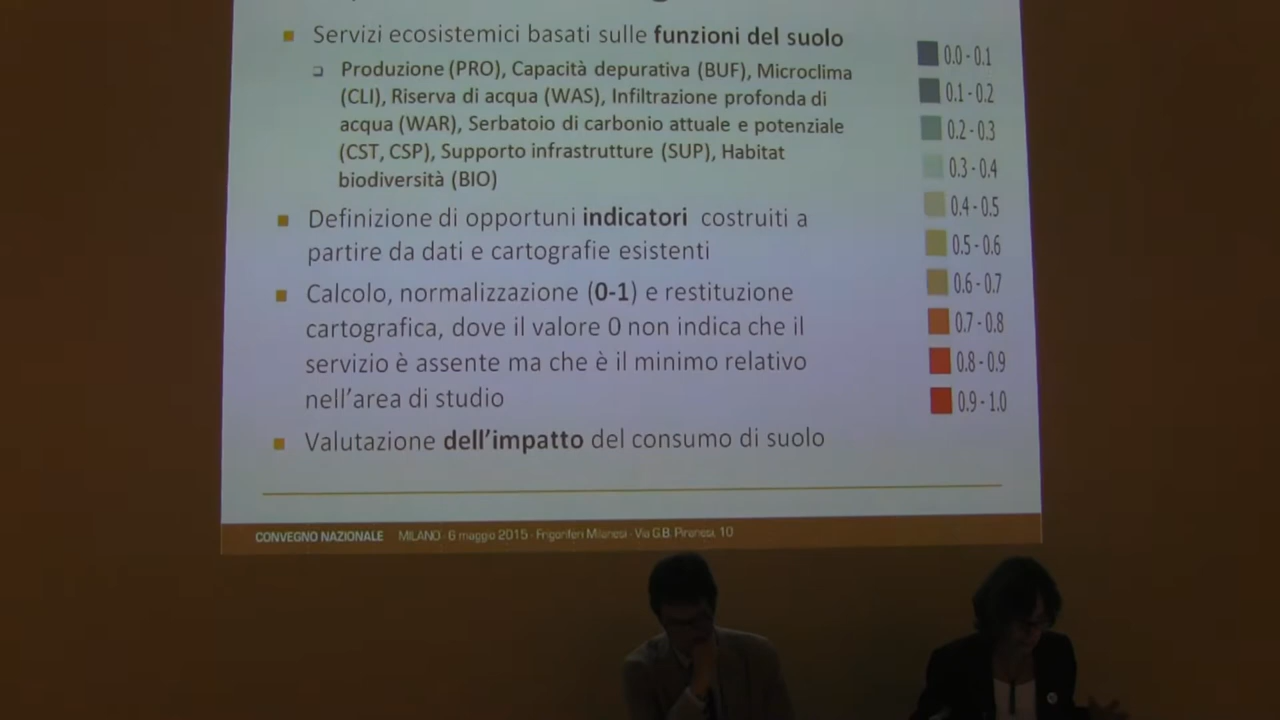 Servizi ecosistemici basati sulle funzioni del suolo
Produzione (PRO), Capacità depurativa (BUF), Microclima
(CLI), Riserva di acqua (WAS), Infiltrazione profonda di
acqua (WAR), Serbatoio di carbonio attuale e potenziale
(CST, CSP), Supporto infrastrutture (SUP), Habitat
biodiversità (BIO)
Definizione di opportuni indicatori costruiti a
partire da dati e cartografie esistenti
Calcolo, normalizzazione (0-1) e restituzione
cartografica, dove il valore 0 non indica che il
servizio è assente ma che è il minimo relativo
nell'area di studio
Valutazione dell'impatto del consumo di suolo
0.0 - 0.1
0.1 - 0.2
0.2 - 0.3
0.3 - 0.4
0.4 - 0.5
0.5 - 0.6
0.6 - 0.7
0.7 - 0.8
0.8 - 0.9
0.9 - 1.0
CONVEGNO NAZIONALE MILANO · 6 maggio 2015 · Frigoriferi Milanesi · Via G.B. Piranesi, 10